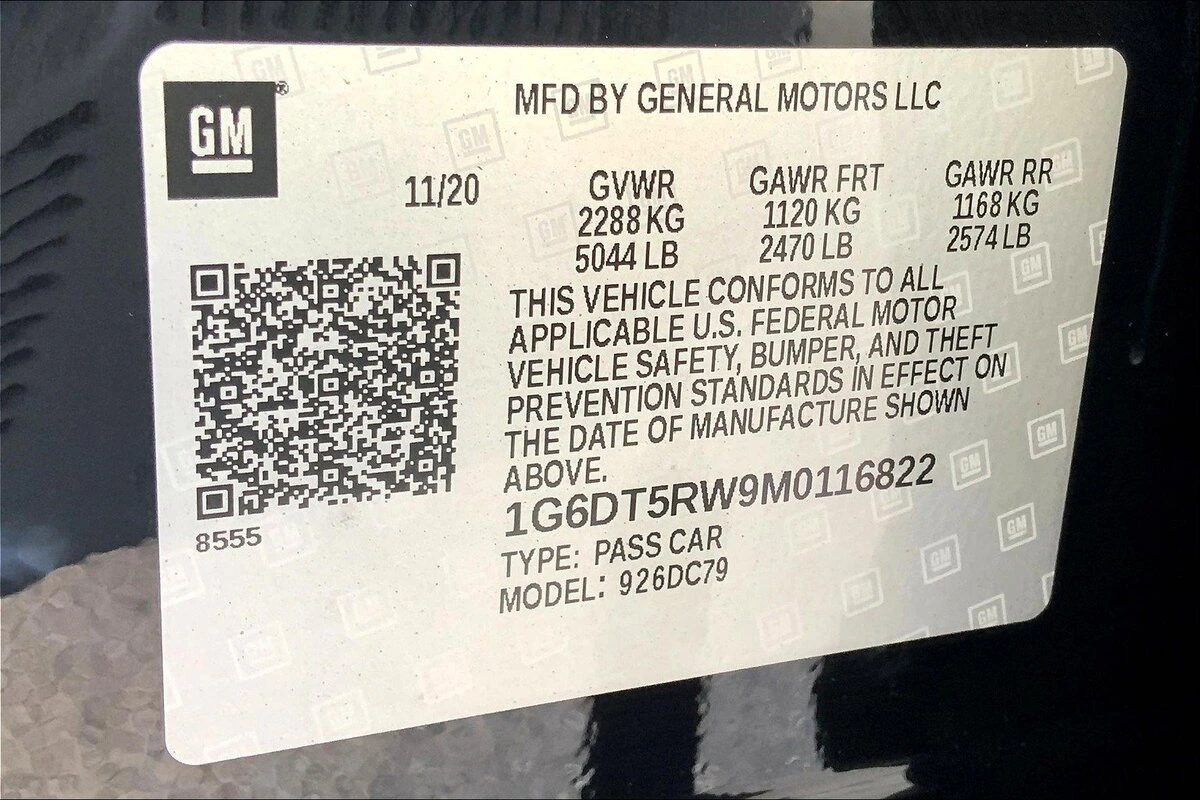 GM®
MFD BY GENERAL MOTORS LLC
11/20
GVWR
2288 KG
5044 LB
GAWR FRT
1120 KG
2470 LB
GAWR RR
1168 KG
2574 LB
THIS VEHICLE CONFORMS TO ALL
APPLICABLE U.S. FEDERAL MOTOR
VEHICLE SAFETY, BUMPER, AND THEFT
PREVENTION STANDARDS IN EFFECT ON
THE DATE OF MANUFACTURE SHOWN
ABOVE.
1G6DT5RW9M0116822
TYPE: PASS CAR
MODEL: 926DC79
8555